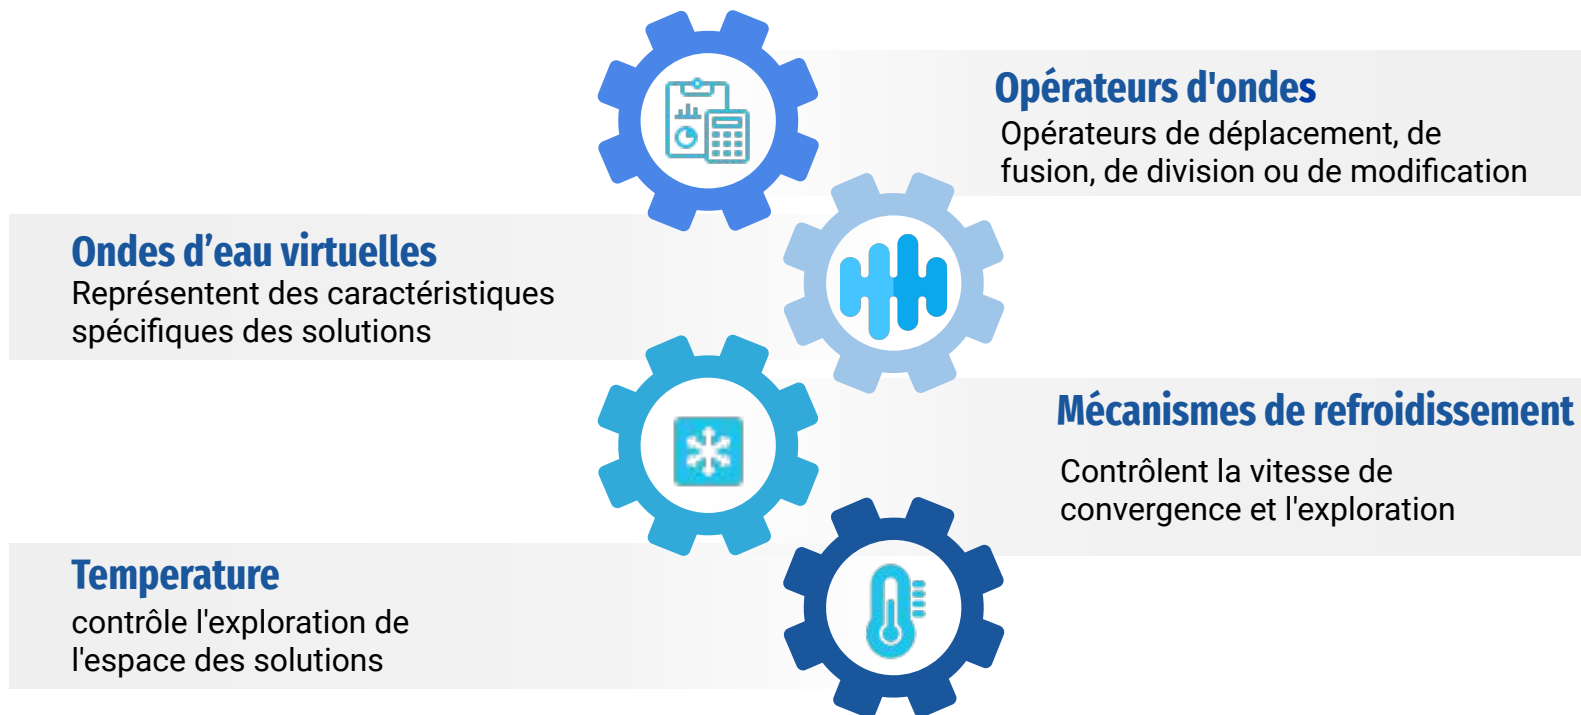 Opérateurs d'ondes
Opérateurs de déplacement, de
fusion, de division ou de modification
Ondes d’eau virtuelles
Représentent des caractéristiques
spécifiques des solutions
Mécanismes de refroidissement
Contrôlent la vitesse de
convergence et l'exploration
Temperature
contrôle l'exploration de
l'espace des solutions